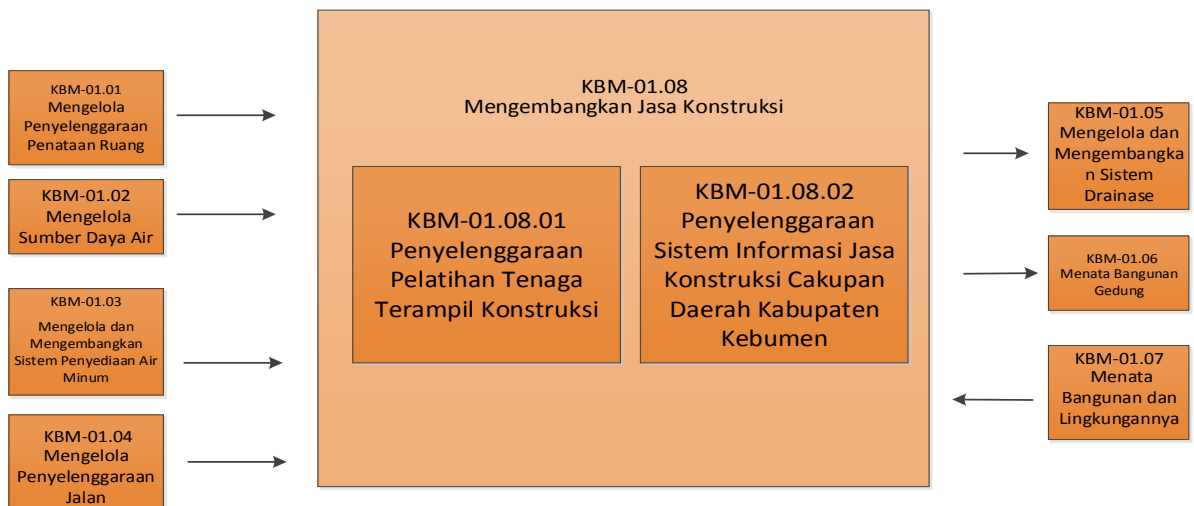 KBM-01.08
Mengembangkan Jasa Konstruksi
KBM-01.01
Mengelola
Penyelenggaraan
Penataan Ruang
KBM-01.02
Mengelola
Sumber Daya Air
KBM-01.03
Mengelola dan
Mengembangkan
Sistem Penyediaan Air
Minum
KBM-01.04
Mengelola
Penyelenggaraan
Jalan
KBM-01.08.01
Penyelenggaraan
Pelatihan Tenaga
Terampil Konstruksi
KBM-01.08.02
Penyelenggaraan
Sistem Informasi Jasa
Konstruksi Cakupan
Daerah Kabupaten
Kebumen
KBM-01.05
Mengelola dan
Mengembangka
n Sistem
Drainase
KBM-01.06
Menata Bangunan
Gedung
KBM-01.07
Menata
Bangunan dan
Lingkungannya